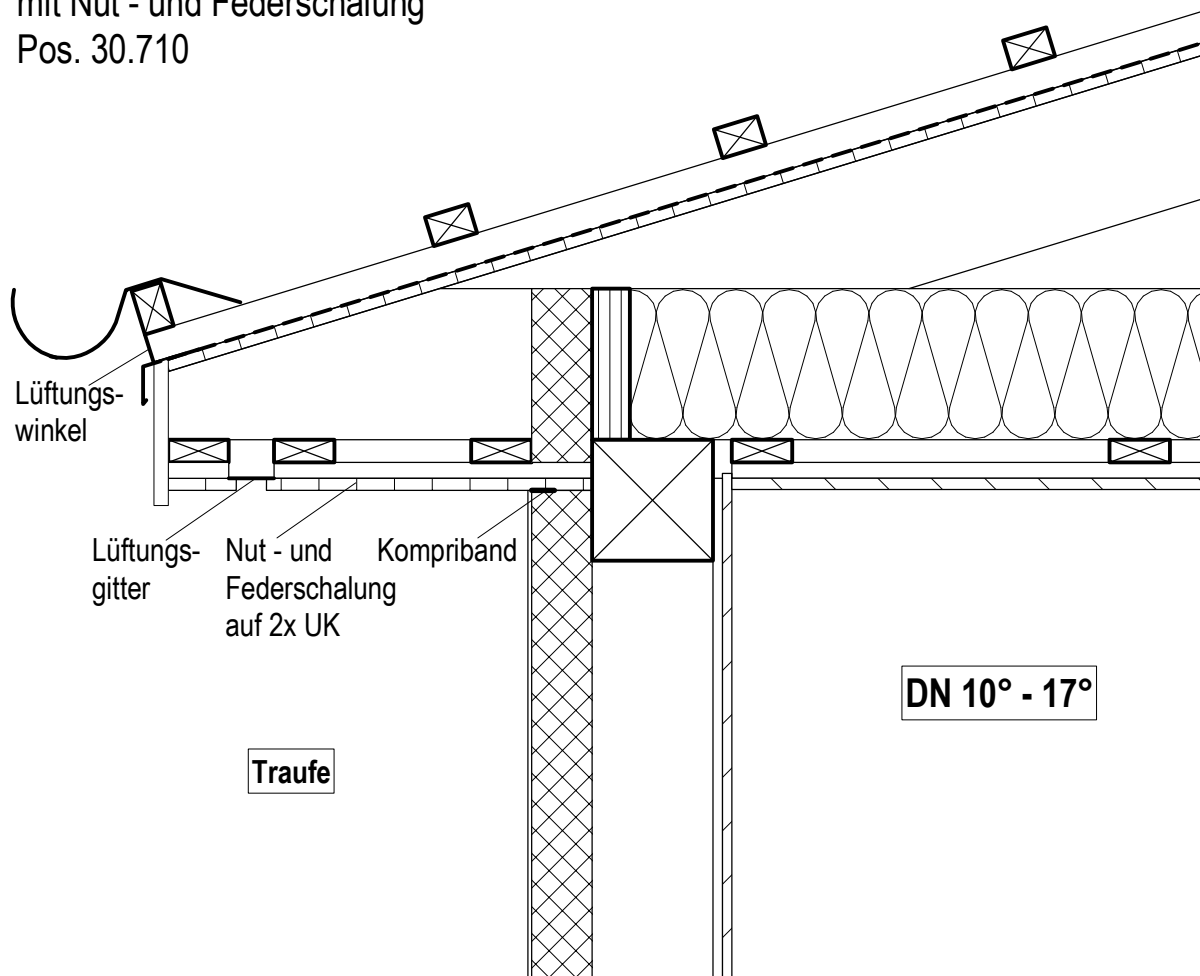 mit Nut - und Federschalung
Pos. 30.710
Lüftungs-
winkel
Lüftungs-
gitter
Nut - und
Federschalung
auf 2x UK
Kompriband
DN 10° - 17°
Traufe